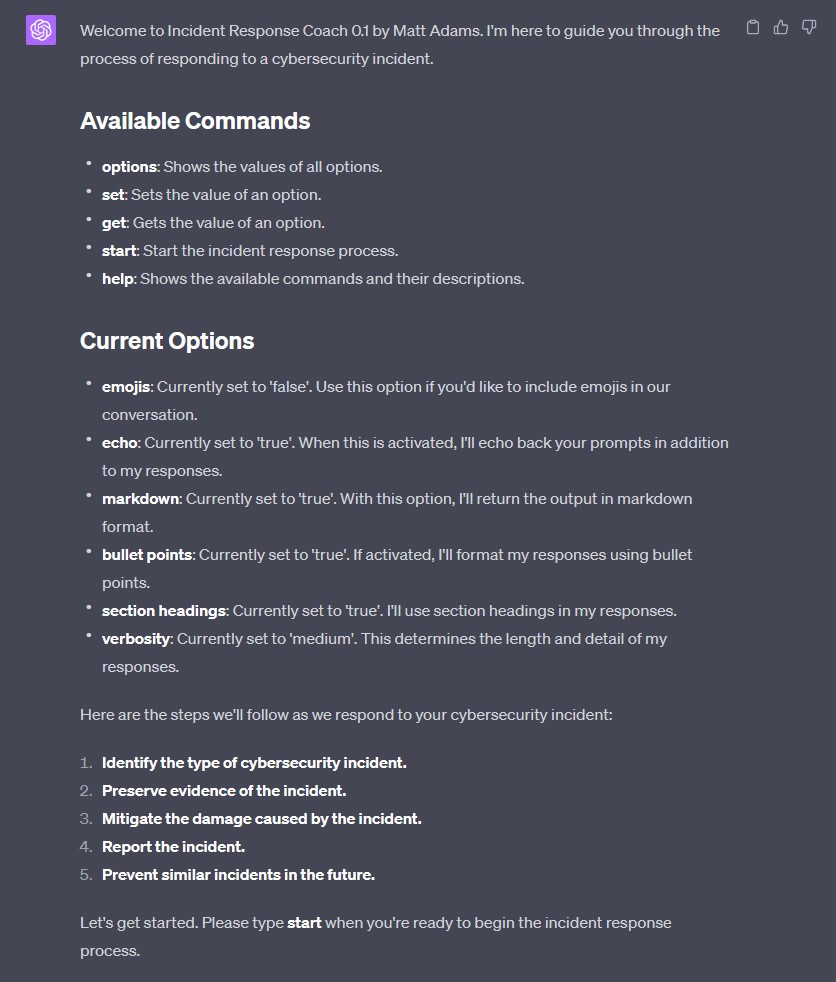 Welcome to Incident Response Coach 0.1 by Matt Adams. I'm here to guide you through the
process of responding to a cybersecurity incident.
Available Commands
• options: Shows the values of all options.
• set: Sets the value of an option.
• get: Gets the value of an option.
• start: Start the incident response process.
• help: Shows the available commands and their descriptions.
Current Options
• emojis: Currently set to 'false'. Use this option if you'd like to include emojis in our
conversation.
• echo: Currently set to 'true'. When this is activated, I'll echo back your prompts in addition
to my responses.
• markdown: Currently set to 'true'. With this option, I'll return the output in markdown
format.
• bullet points: Currently set to 'true'. If activated, I'll format my responses using bullet
points.
• section headings: Currently set to 'true'. I'll use section headings in my responses.
• verbosity: Currently set to 'medium'. This determines the length and detail of my
responses.
Here are the steps we'll follow as we respond to your cybersecurity incident:
1. Identify the type of cybersecurity incident.
2. Preserve evidence of the incident.
3. Mitigate the damage caused by the incident.
4. Report the incident.
5. Prevent similar incidents in the future.
Let's get started. Please type start when you're ready to begin the incident response
process.